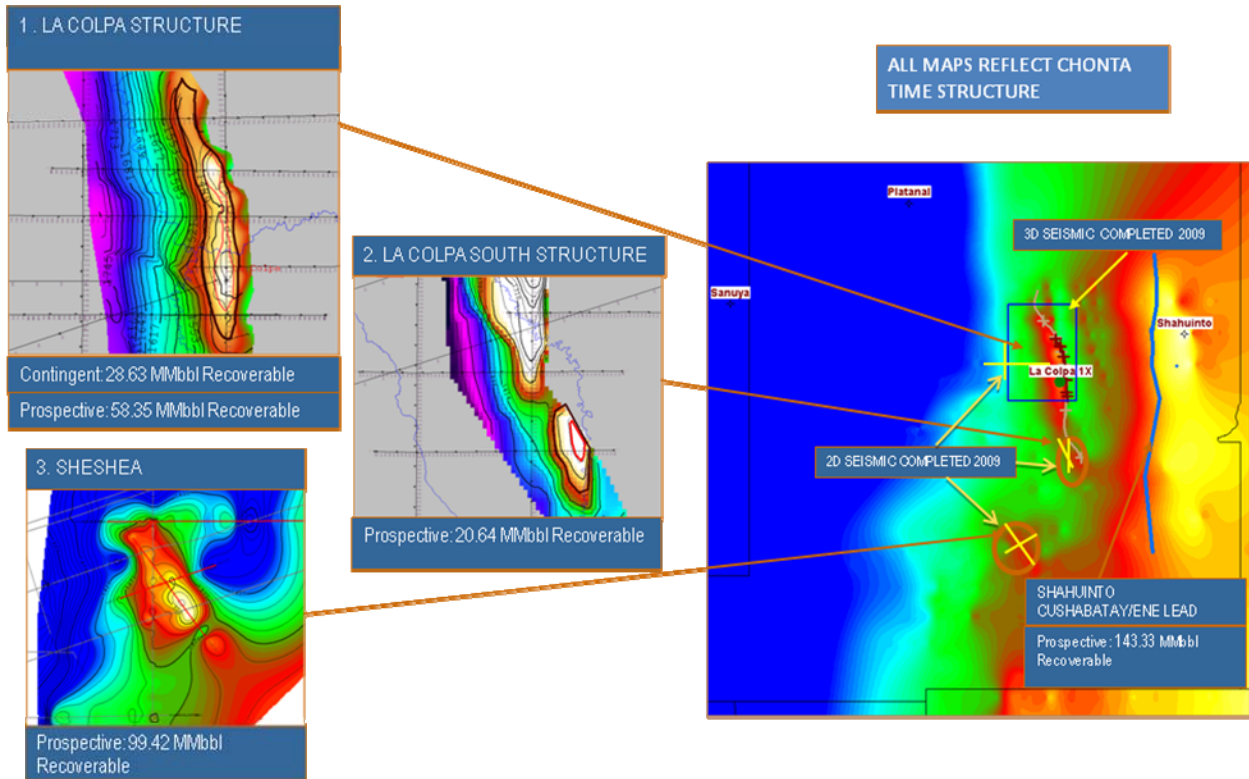 1. LA COLPA STRUCTURE
Contingent: 28.63 MMbbl Recoverable
Prospective: 58.35 MMbbl Recoverable
2. LA COLPA SOUTH STRUCTURE
Prospective: 20.64 MMbbl Recoverable
3. SHESHEA
Prospective: 99.42 MMbbl
Recoverable
ALL MAPS REFLECT CHONTA
TIME STRUCTURE
Platanal
3D SEISMIC COMPLETED 2009
Sanuya
Shahuinto
La Colpa 1X
2D SEISMIC COMPLETED 2009
SHAHUINTO
CUSHABATAY/ENE LEAD
Prospective: 143.33 MMbbl
Recoverable